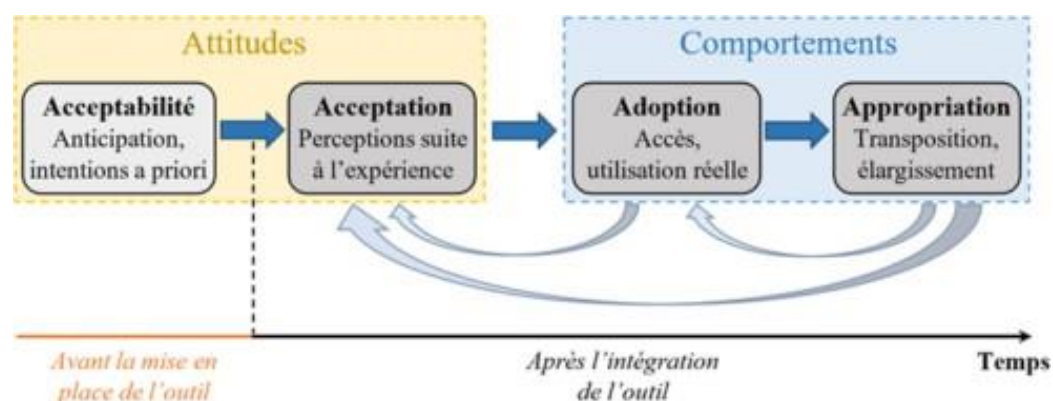 Attitudes
Comportements
Acceptabilité
Anticipation,
intentions a priori
Acceptation
Perceptions suite
à l'expérience
Adoption
Accès,
utilisation réelle
Appropriation
Transposition,
élargissement
Avant la mise en
place de l'outil
Après l'intégration
de l'outil
Temps